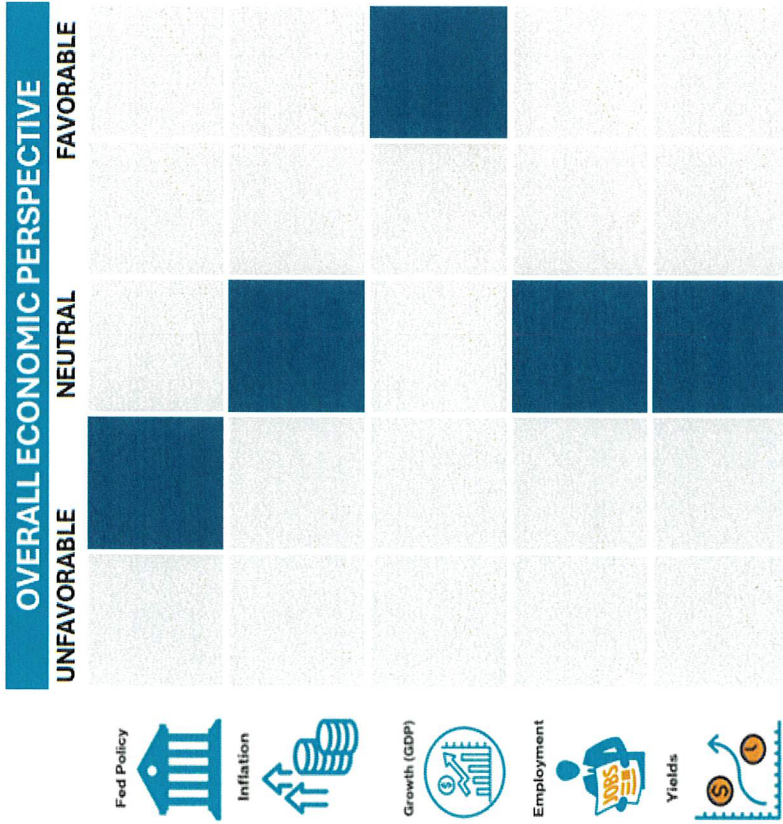 OVERALL ECONOMIC PERSPECTIVE
UNFAVORABLE NEUTRAL FAVORABLE
Fed Policy
Inflation
Growth (GDP)
$
Employment
JOBS
Yields
$